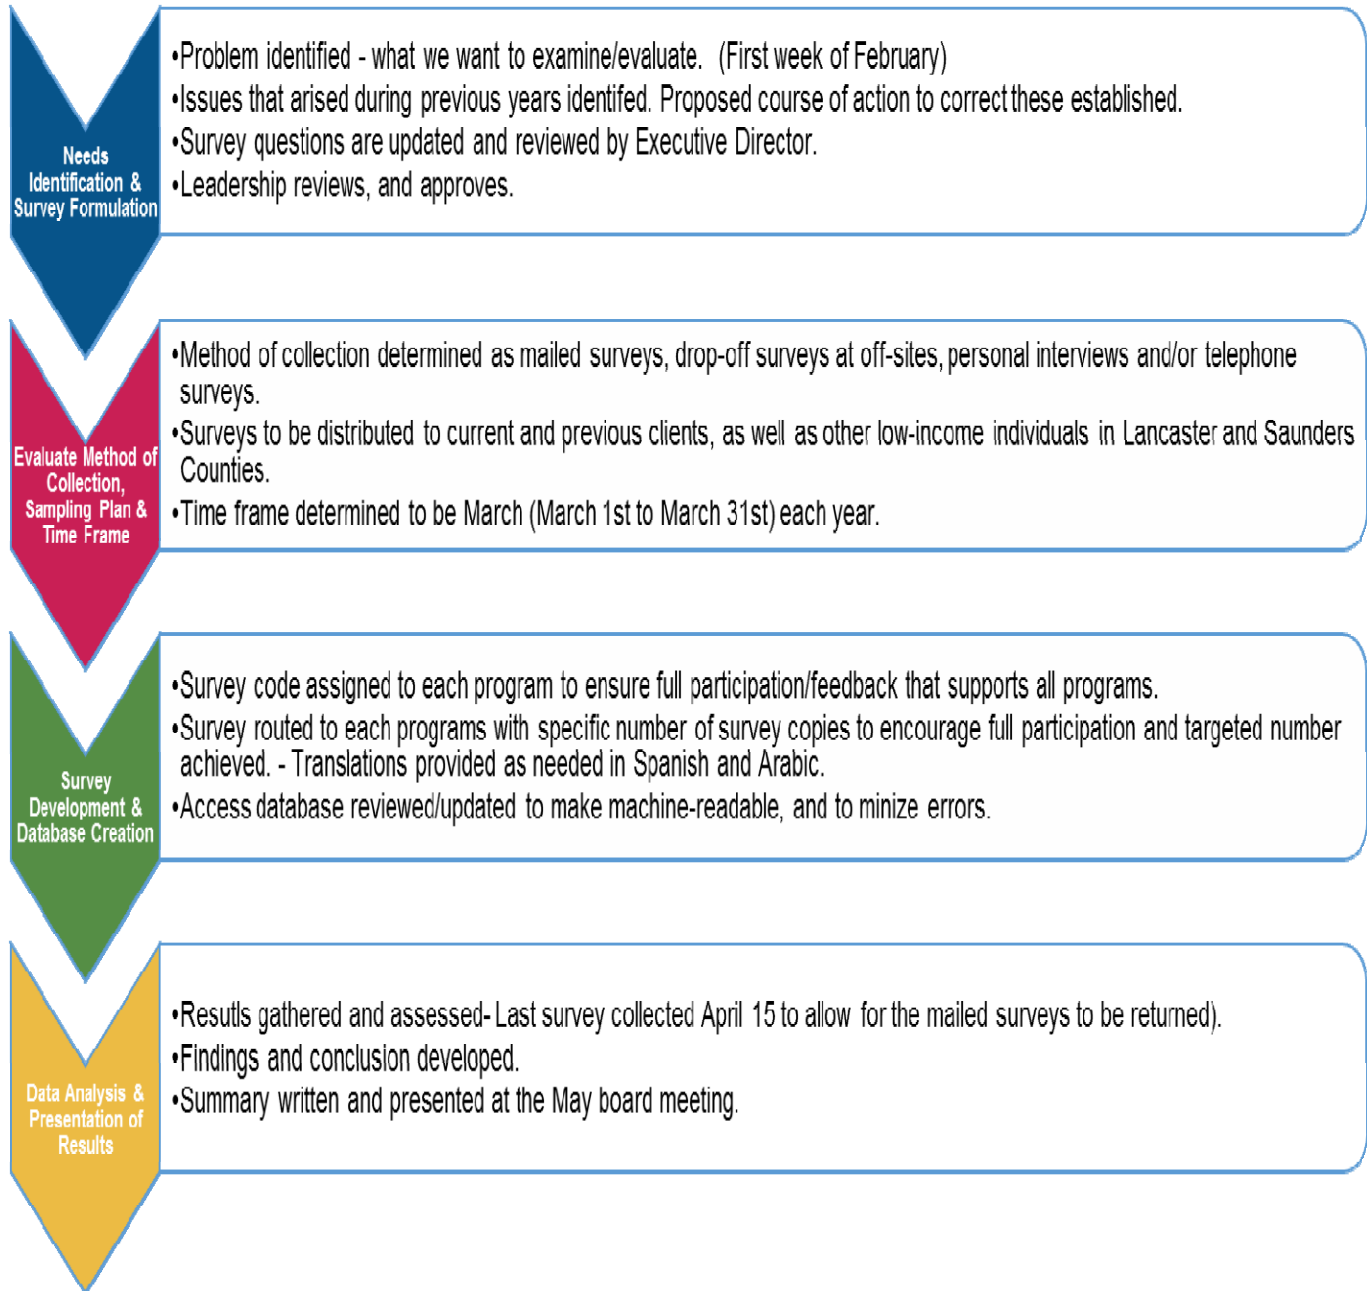 Needs
Identification &
Survey Formulation
•Problem identified - what we want to examine/evaluate.  (First week of February)
•Issues that arised during previous years identifed. Proposed course of action to correct these established.
•Survey questions are updated and reviewed by Executive Director.
•Leadership reviews, and approves.
Evaluate Method of
Collection,
Sampling Plan &
Time Frame
•Method of collection determined as mailed surveys, drop-off surveys at off-sites, personal interviews and/or telephone
surveys.
•Surveys to be distributed to current and previous clients, as well as other low-income individuals in Lancaster and Saunders
Counties.
•Time frame determined to be March (March 1st to March 31st) each year.
Survey
Development &
Database Creation
•Survey code assigned to each program to ensure full participation/feedback that supports all programs.
•Survey routed to each programs with specific number of survey copies to encourage full participation and targeted number
achieved. - Translations provided as needed in Spanish and Arabic.
•Access database reviewed/updated to make machine-readable, and to minize errors.
Data Analysis &
Presentation of
Results
•Resutls gathered and assessed- Last survey collected April 15 to allow for the mailed surveys to be returned).
•Findings and conclusion developed.
•Summary written and presented at the May board meeting.